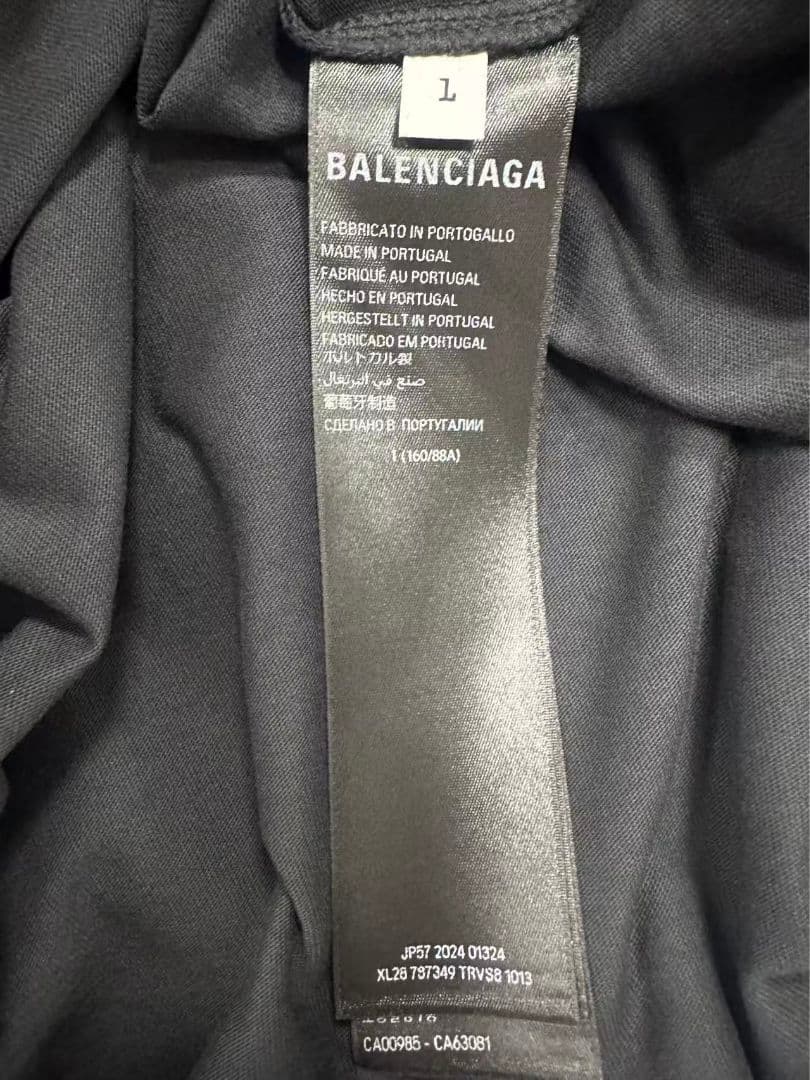 1
BALENCIAGA
FABBRICATO IN PORTOGALLO
MADE IN PORTUGAL
FABRIQUÉ AU PORTUGAL
HECHO EN PORTUGAL
HERGESTELLT IN PORTUGAL
FABRICADO EM PORTUGAL
ポルトガル製
صنع في البرتغال
葡萄牙制造
СДЕЛАНО В ПОРТУГАЛИИ
1 (160/88A)
JP57 2024 01324
XL28 787349 TRVS8 1013
CA00985 - CA63081